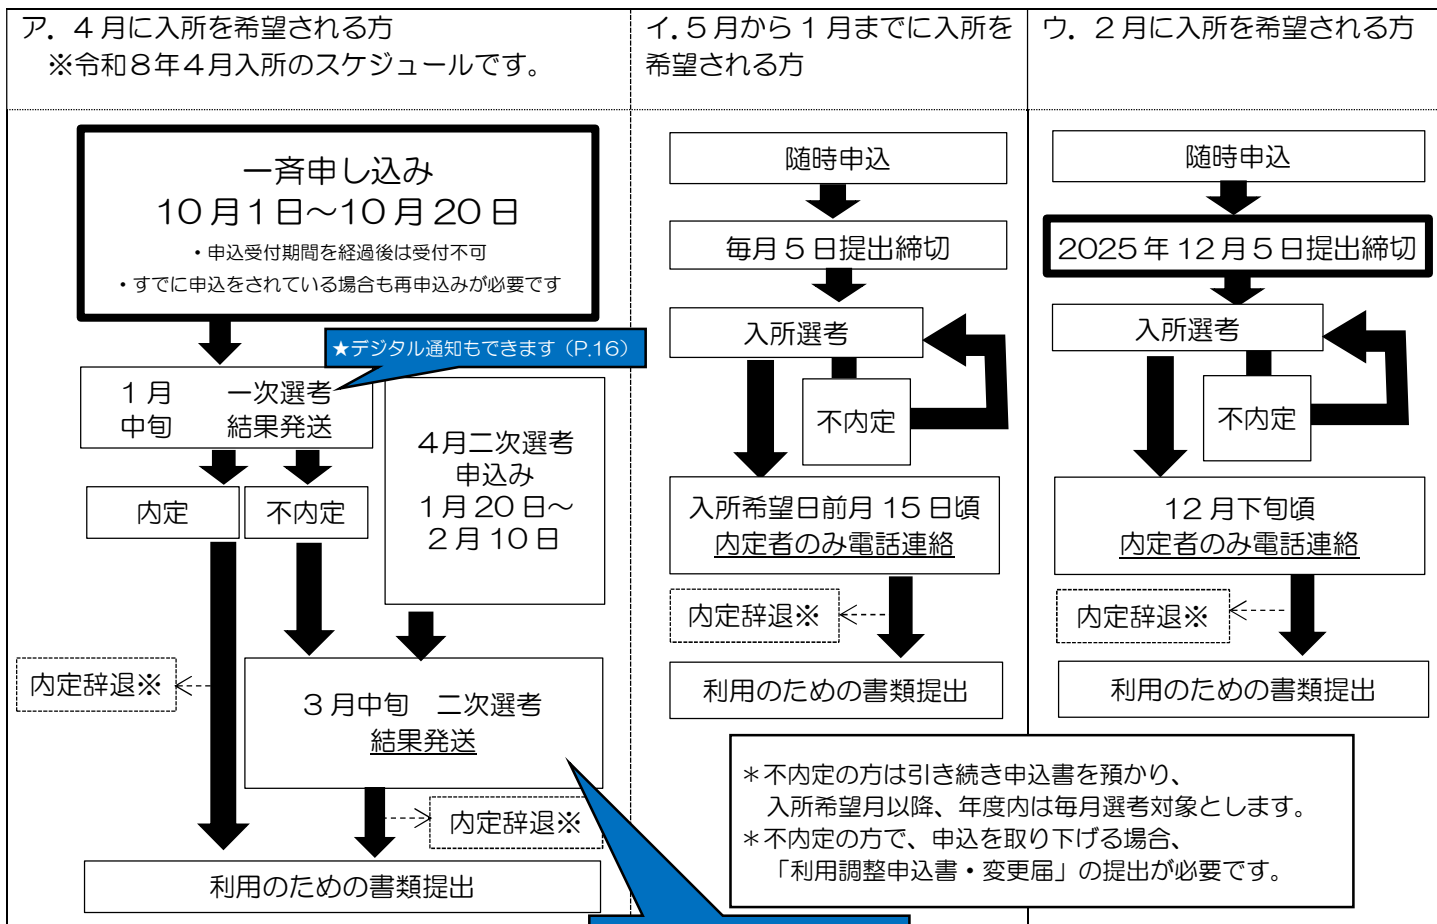 ア．４月に入所を希望される方
※令和８年４月入所のスケジュールです。
一斉申し込み
10月1日～10月20日
・申込受付期間を経過後は受付不可
・すでに申込をされている場合も再申込みが必要です
★デジタル通知もできます（P.16）
1月　一次選考
中旬　結果発送
内定
不内定
４月二次選考
申込み
1月20日～
2月10日
内定辞退※
3月中旬　二次選考
結果発送
内定辞退※
利用のための書類提出
イ．５月から１月までに入所を
希望される方
随時申込
毎月5日提出締切
入所選考
不内定
入所希望日前月15日頃
内定者のみ電話連絡
内定辞退※
利用のための書類提出
ウ．２月に入所を希望される方
随時申込
2025年12月5日提出締切
入所選考
不内定
12月下旬頃
内定者のみ電話連絡
内定辞退※
利用のための書類提出
＊不内定の方は引き続き申込書を預かり、
入所希望月以降、年度内は毎月選考対象とします。
＊不内定の方で、申込を取り下げる場合、
「利用調整申込書・変更届」の提出が必要です。